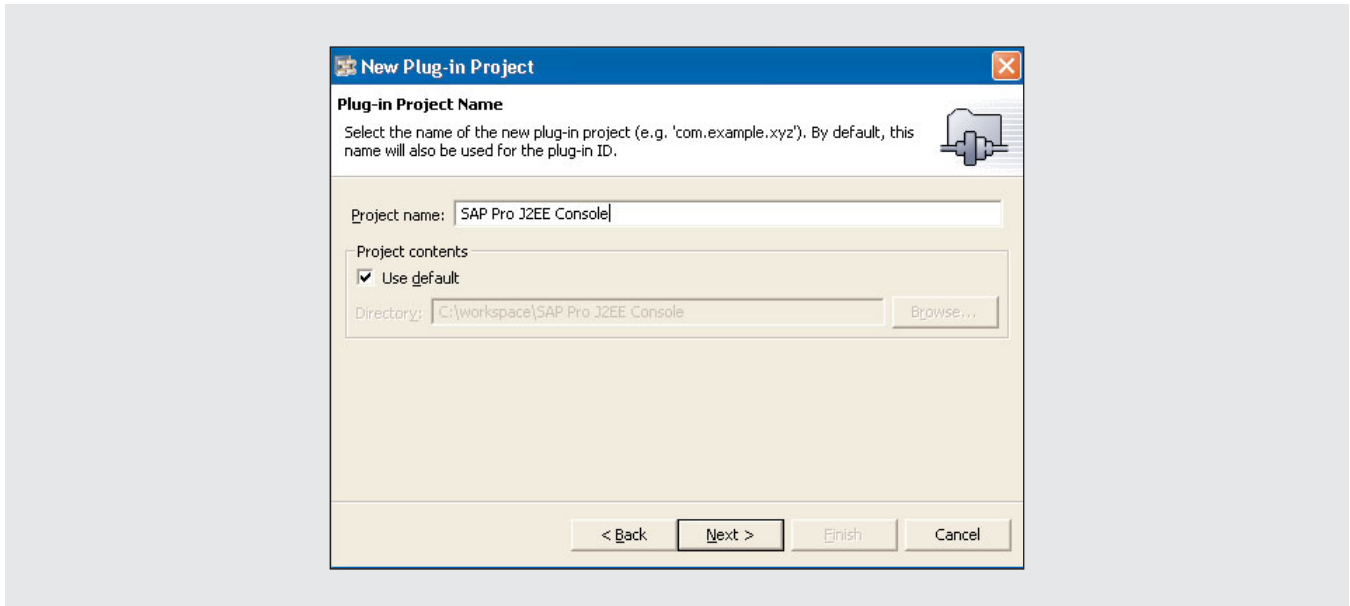 New Plug-in Project
Plug-in Project Name
Select the name of the new plug-in project (e.g. 'com.example.xyz'). By default, this
name will also be used for the plug-in ID.
Project name: SAP Pro J2EE Console
Project contents
Use default
Directory: C:\workspace\SAP Pro J2EE Console Browse...
< Back Next > Finish Cancel